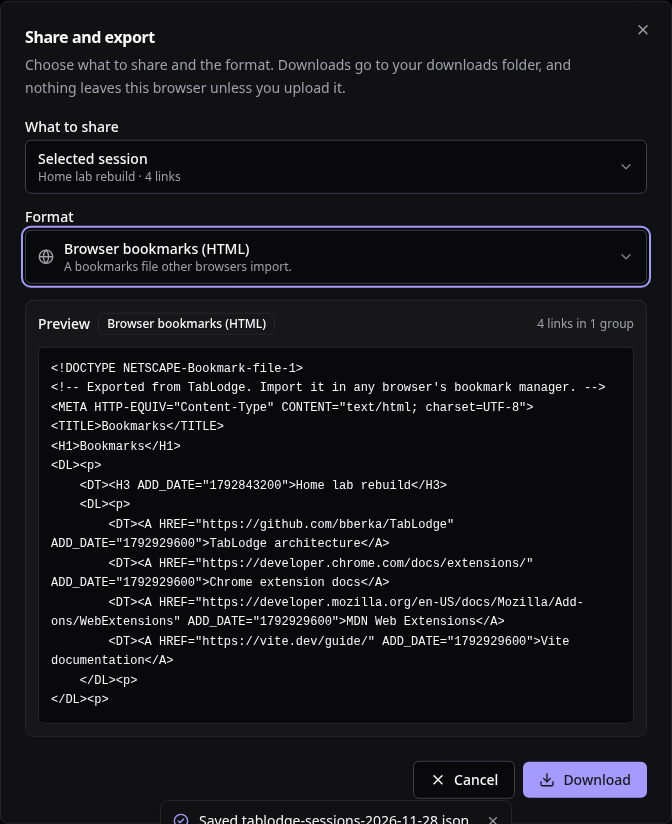 Share and export
Choose what to share and the format. Downloads go to your downloads folder, and
nothing leaves this browser unless you upload it.
What to share
Selected session
Home lab rebuild · 4 links
Format
Browser bookmarks (HTML)
A bookmarks file other browsers import.
Preview Browser bookmarks (HTML) 4 links in 1 group
<!DOCTYPE NETSCAPE-Bookmark-file-1>
<!-- Exported from TabLodge. Import it in any browser's bookmark manager. -->
<META HTTP-EQUIV="Content-Type" CONTENT="text/html; charset=UTF-8">
<TITLE>Bookmarks</TITLE>
<H1>Bookmarks</H1>
<DL><p>
    <DT><H3 ADD_DATE="1792843200">Home lab rebuild</H3>
    <DL><p>
        <DT><A HREF="https://github.com/bberka/TabLodge"
ADD_DATE="1792929600">TabLodge architecture</A>
        <DT><A HREF="https://developer.chrome.com/docs/extensions/"
ADD_DATE="1792929600">Chrome extension docs</A>
        <DT><A HREF="https://developer.mozilla.org/en-US/docs/Mozilla/Add-
ons/WebExtensions" ADD_DATE="1792929600">MDN Web Extensions</A>
        <DT><A HREF="https://vite.dev/guide/" ADD_DATE="1792929600">Vite
documentation</A>
    </DL><p>
</DL><p>
Cancel Download
Saved tablodge-sessions-2026-11-28.json